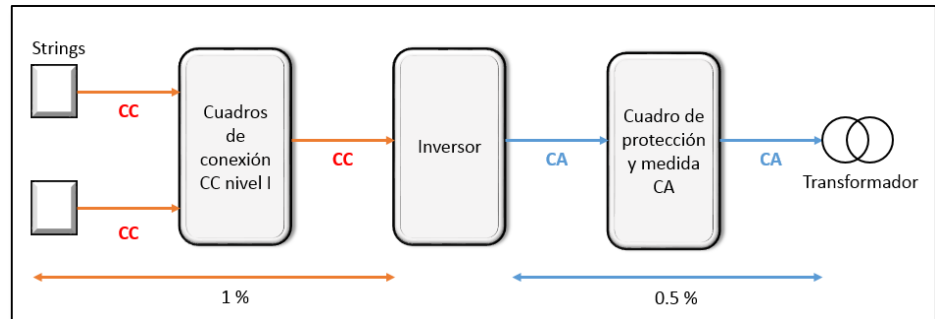 Strings
CC
CC
Cuadros
de
conexión
CC nivel I
CC
Inversor
CA
Cuadro de
protección
y medida
CA
CA
Transformador
1 %
0.5 %